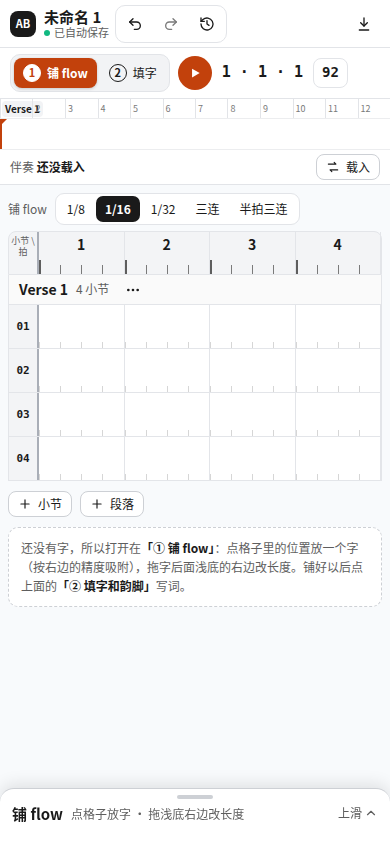 AB 未命名 1
已自动保存
1 铺 flow 2 填字 1 · 1 · 1 92
Verse 1 3 4 5 6 7 8 9 10 11 12
伴奏 还没载入 载入
铺 flow 1/8 1/16 1/32 三连 半拍三连
小节 \ 拍 1 2 3 4
Verse 1 4 小节 ···
01
02
03
04
+ 小节 + 段落
还没有字，所以打开在「① 铺 flow」：点格子里的位置放一个字
（按右边的精度吸附），拖字后面浅底的右边改长度。铺好以后点
上面的「② 填字和韵脚」写词。
铺 flow 点格子放字 · 拖浅底右边改长度 上滑